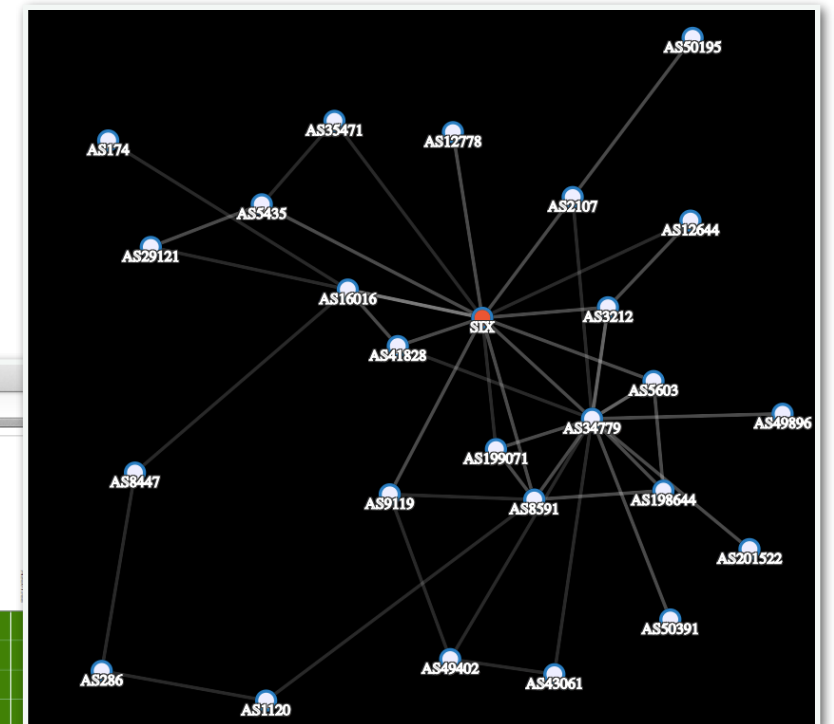 AS50195
AS35471
AS12778
AS174
AS5435
AS2107
AS12644
AS29121
AS16016
SIX
AS3212
AS41828
AS5603
AS34779
AS49896
AS199071
AS8447
AS9119
AS8591
AS198644
AS201522
AS50391
AS49402
AS286
AS43061
AS1120